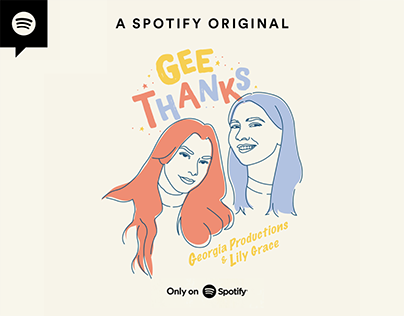 A SPOTIFY ORIGINAL
GEE
THANKS
Georgia Productions
& Lily Grace
Only on Spotify